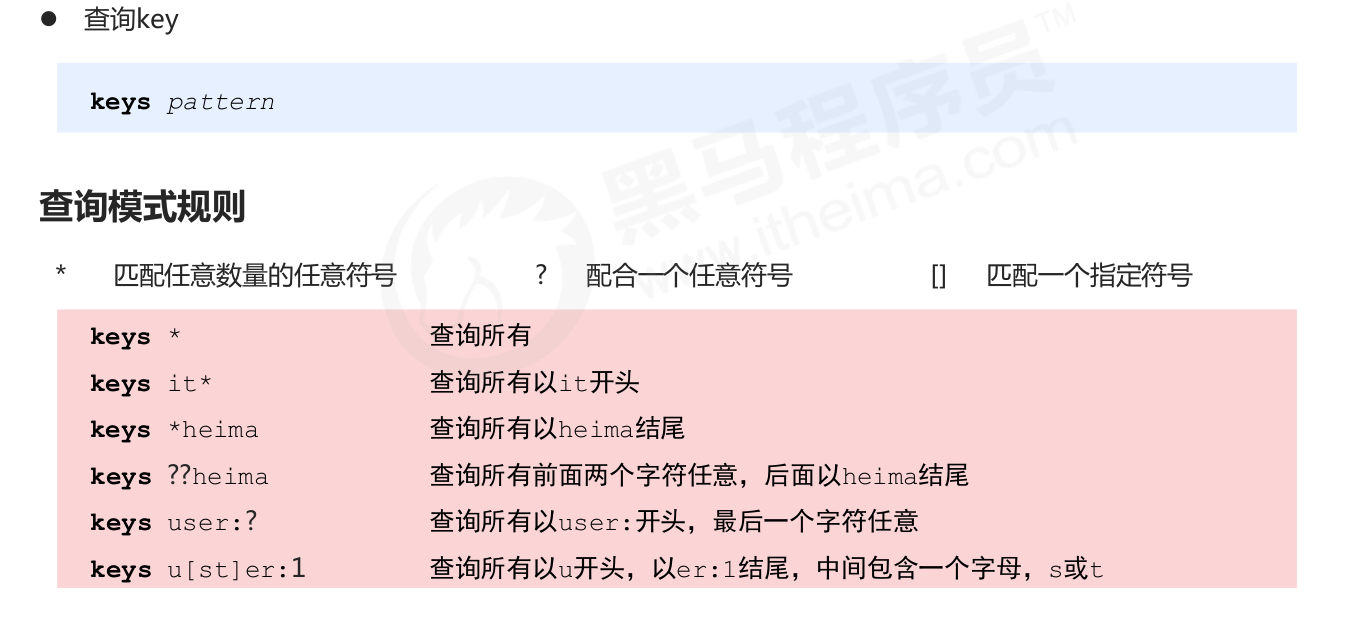 ● 查询key
keys pattern
查询模式规则
* 匹配任意数量的任意符号 ? 配合一个任意符号 [] 匹配一个指定符号
keys * 查询所有
keys it* 查询所有以it开头
keys *heima 查询所有以heima结尾
keys ??heima 查询所有前面两个字符任意，后面以heima结尾
keys user:? 查询所有以user:开头，最后一个字符任意
keys u[st]er:1 查询所有以u开头，以er:1结尾，中间包含一个字母，s或t
黑马程序员™
www.itheima.com